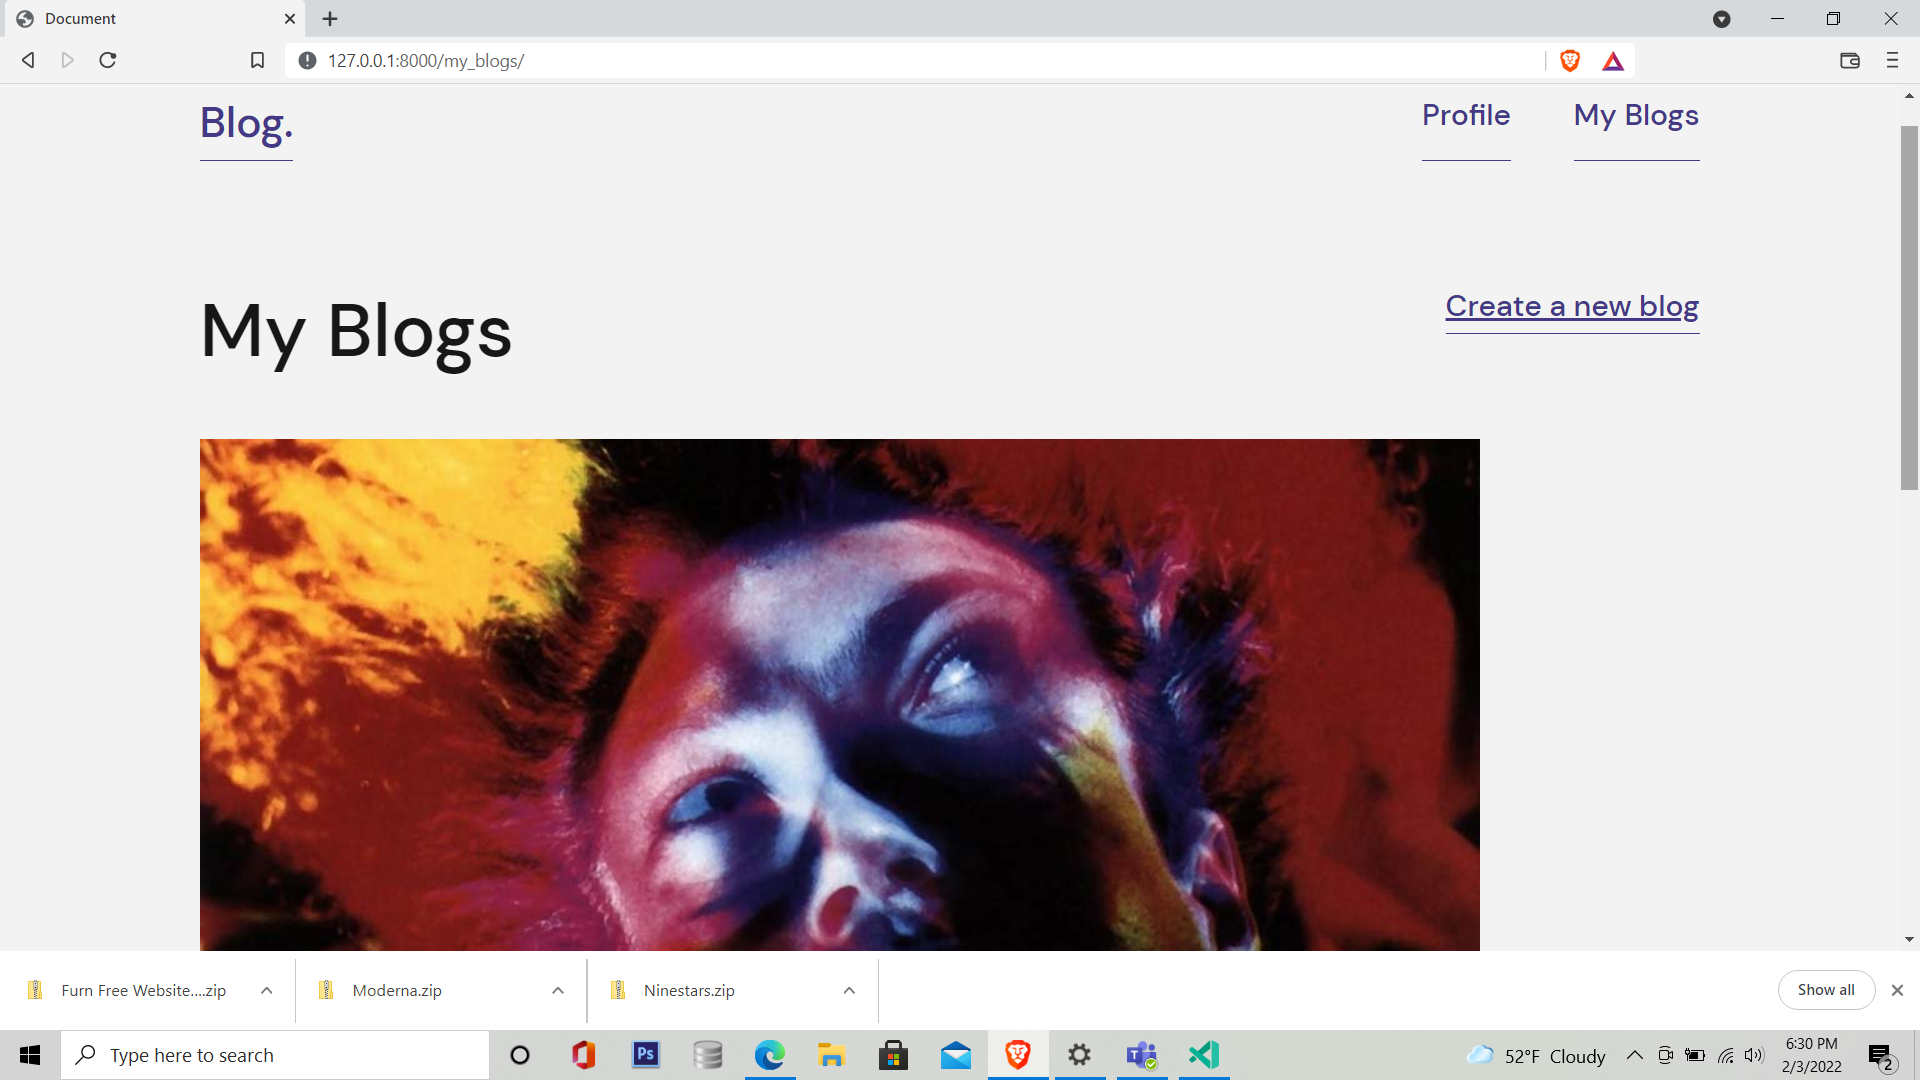 Document
127.0.0.1:8000/my_blogs/
Blog.
Profile
My Blogs
My Blogs
Create a new blog
Furn Free Website....zip
Moderna.zip
Ninestars.zip
Show all
Type here to search
Ps
52°F Cloudy
6:30 PM
2/3/2022
2